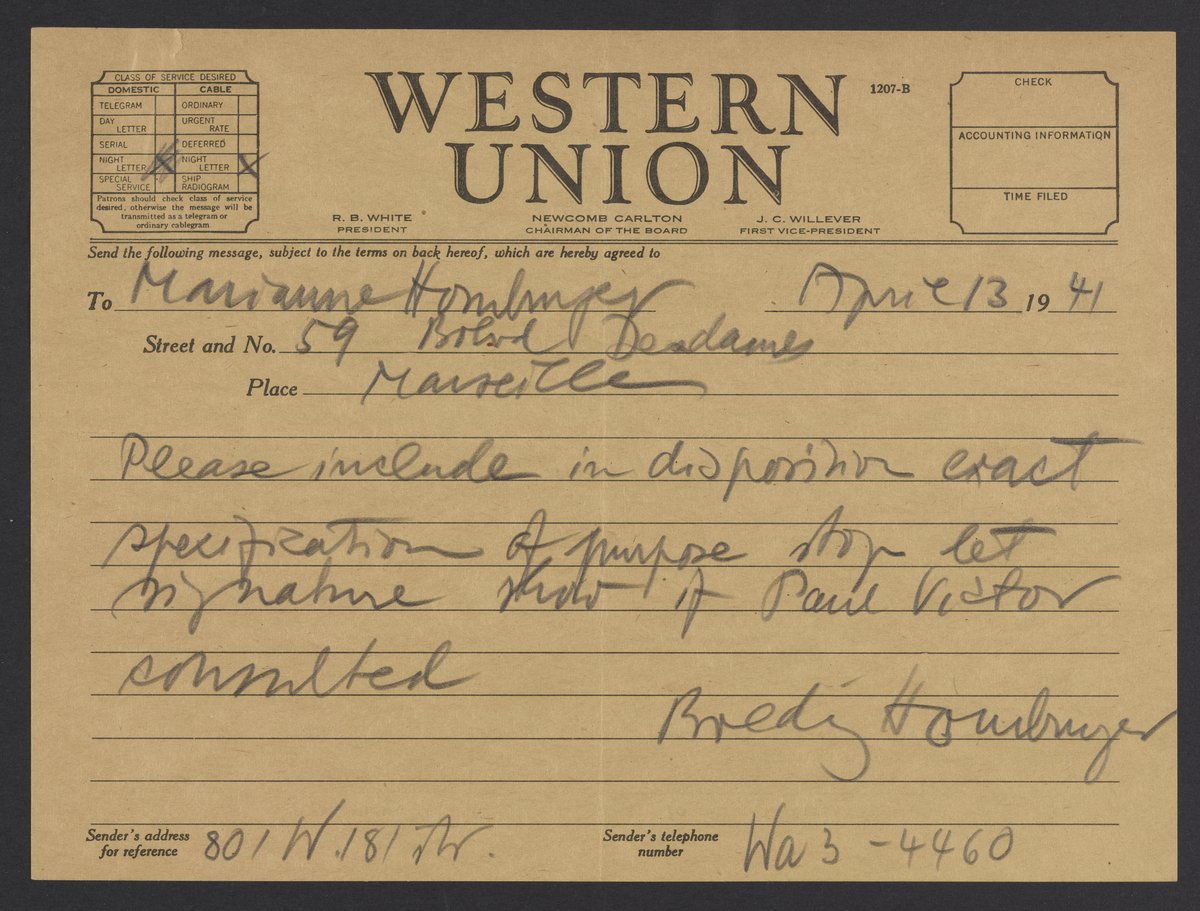 CLASS OF SERVICE DESIRED
DOMESTIC CABLE
TELEGRAM ORDINARY
DAY LETTER URGENT RATE
SERIAL DEFERRED
NIGHT LETTER X NIGHT LETTER X
SPECIAL SERVICE SHIP RADIOGRAM
Patrons should check class of service
desired, otherwise the message will be
transmitted as a telegram or
ordinary cablegram
WESTERN
UNION
1207-B
CHECK
ACCOUNTING INFORMATION
TIME FILED
R. B. WHITE
PRESIDENT
NEWCOMB CARLTON
CHAIRMAN OF THE BOARD
J. C. WILLEVER
FIRST VICE-PRESIDENT
Send the following message, subject to the terms on back hereof, which are hereby agreed to
To Marianne Homburger April 13 19 41
Street and No. 59 Desdames
Place Marseille
Please include in disposition exact
spezification of purpose stop let
signature show if Paul Victor
consulted
Homburger
Sender's address
for reference 801 W. 181 Str.
Sender's telephone
number Wa 3 - 4460